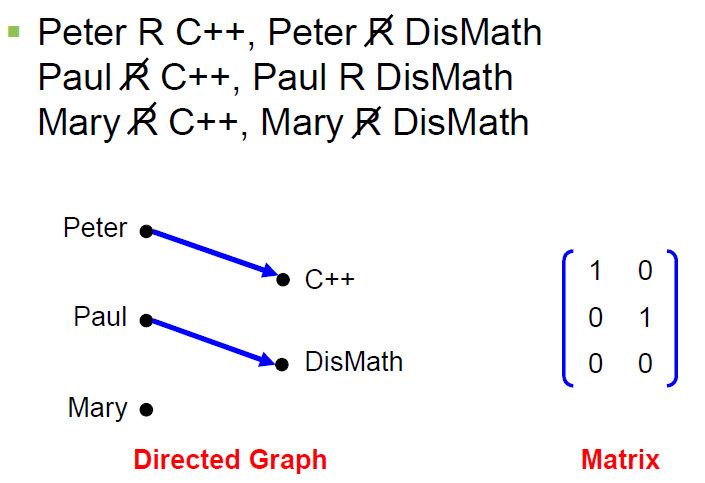 Peter R C++, Peter R̸ DisMath
Paul R̸ C++, Paul R DisMath
Mary R̸ C++, Mary R̸ DisMath
Peter
C++
Paul
DisMath
Mary
1 0
0 1
0 0
Directed Graph
Matrix